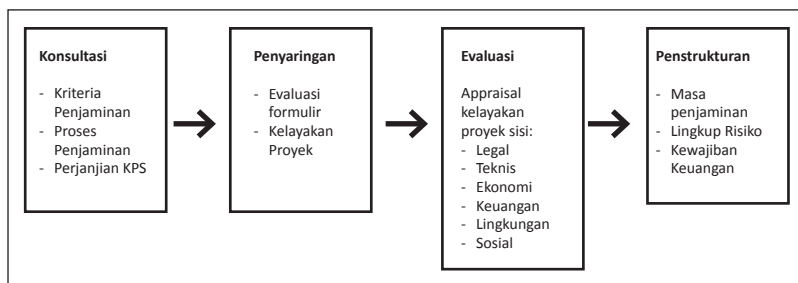 Konsultasi
- Kriteria
Penjaminan
- Proses
Penjaminan
- Perjanjian KPS
Penyaringan
- Evaluasi
formulir
- Kelayakan
Proyek
Evaluasi
Appraisal
kelayakan
proyek sisi:
- Legal
- Teknis
- Ekonomi
- Keuangan
- Lingkungan
- Sosial
Penstrukturan
- Masa
penjaminan
- Lingkup Risiko
- Kewajiban
Keuangan